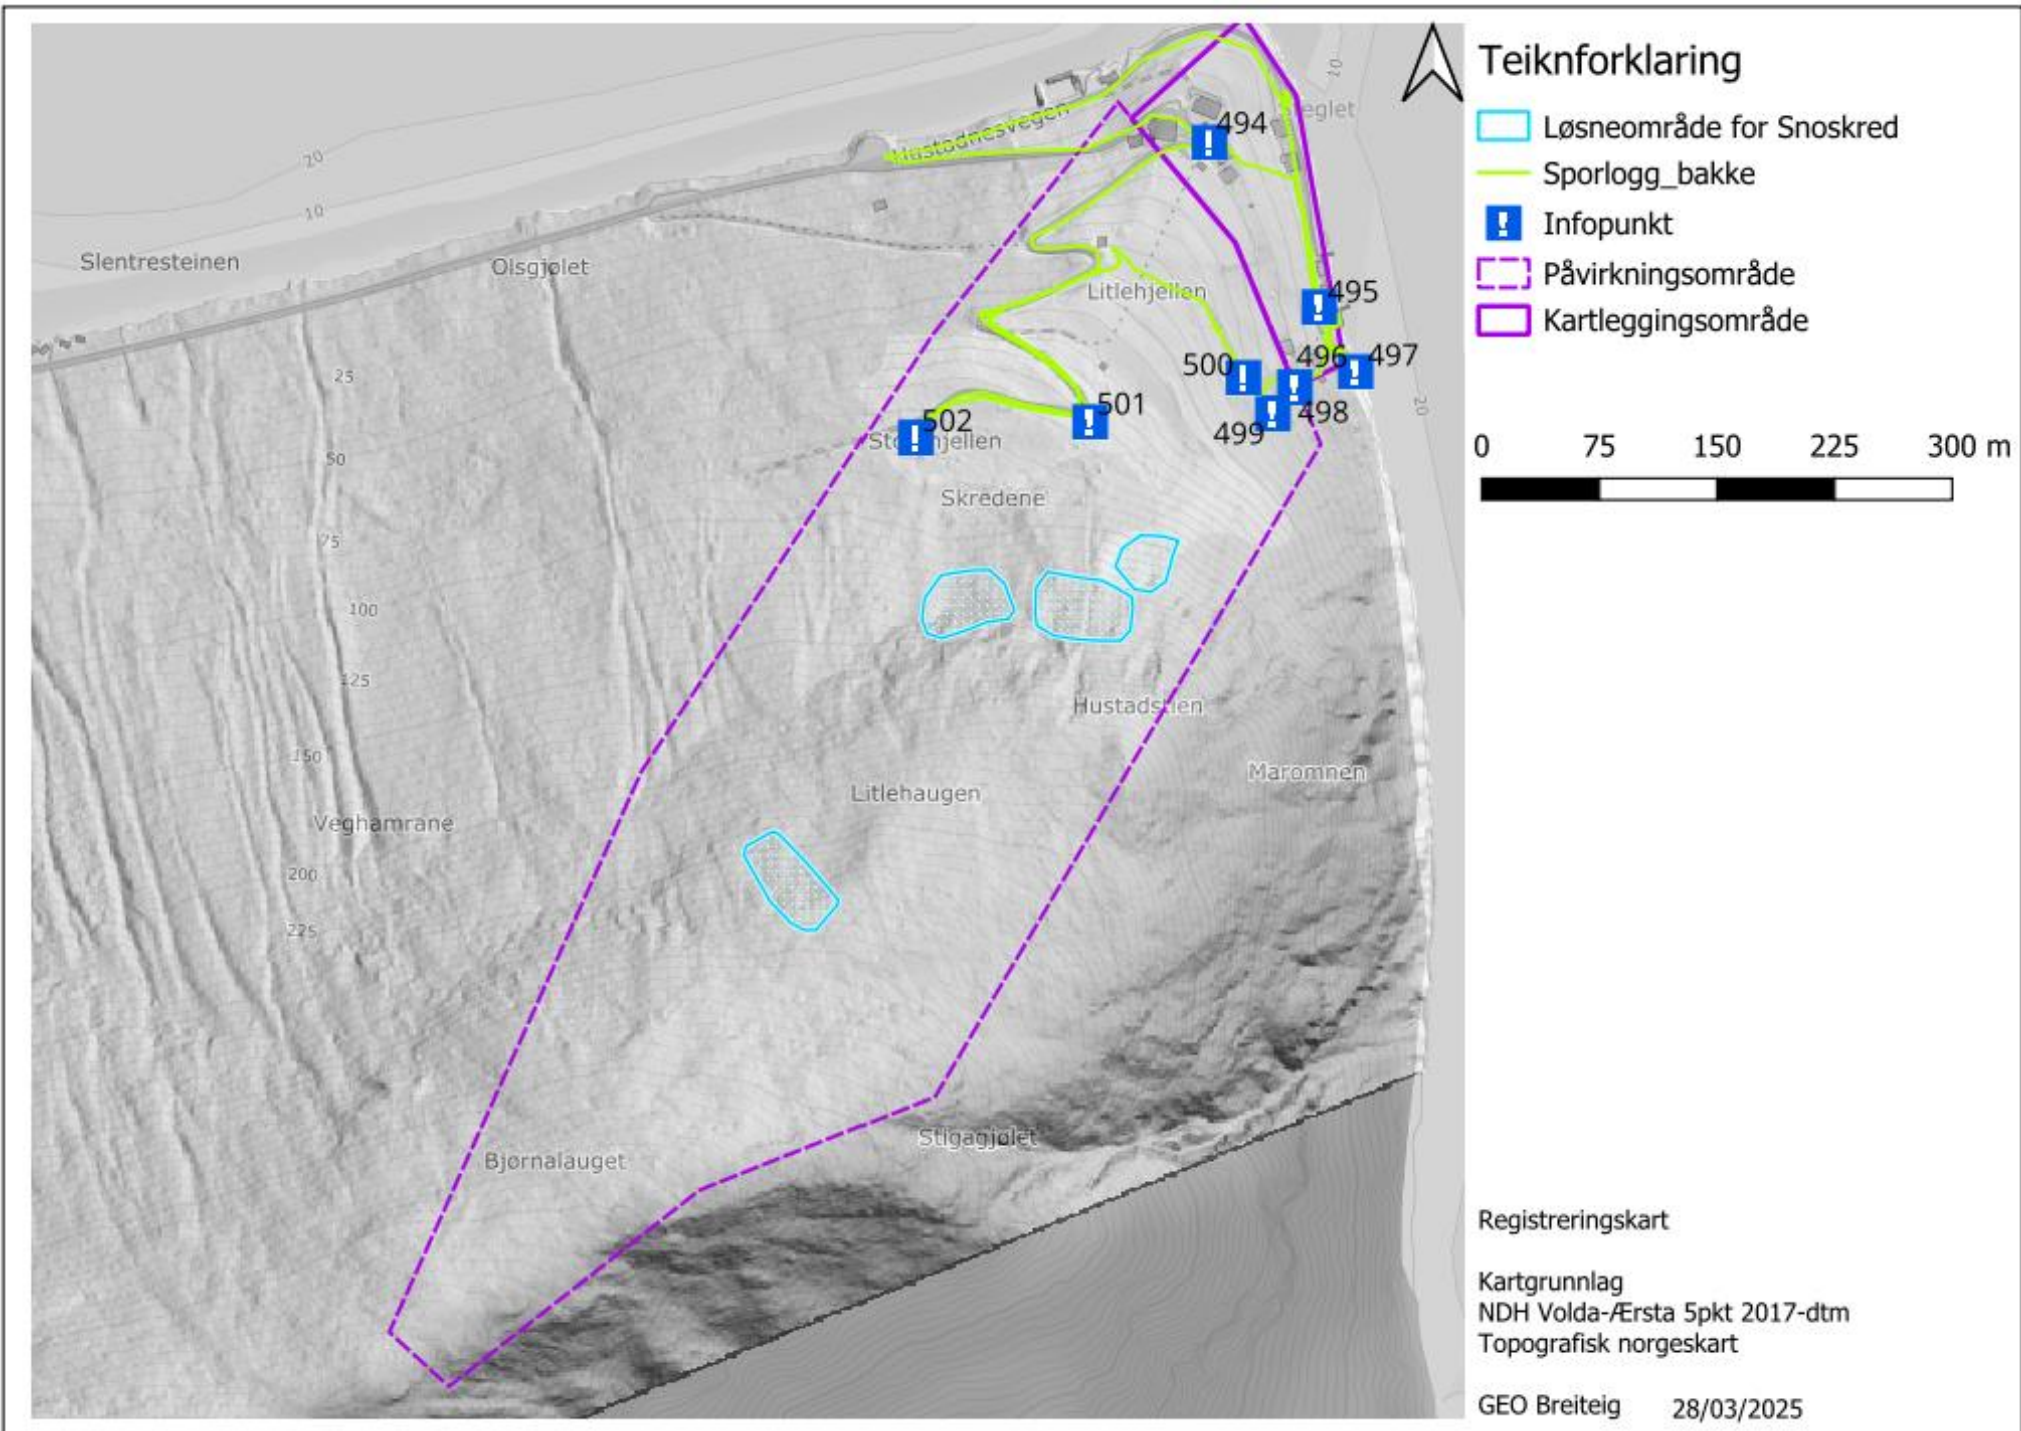 Teiknforklaring
Løsneområde for Snoskred
Sporlogg_bakke
Infopunkt
Påvirkningsområde
Kartleggingsområde
0 75 150 225 300 m
10
494
Hustadnesvegen
20
10
Slentresteinen
Olsgjølet
Litlehjellen
495
496
497
500
498
499
501
502
20
25
50
Skredene
75
100
125
Hustadstien
150
Maromnen
Litlehaugen
Veghamrane
200
225
Stigagjølet
Bjørnalauget
Registreringskart
Kartgrunnlag
NDH Volda-Ærsta 5pkt 2017-dtm
Topografisk norgeskart
GEO Breiteig 28/03/2025